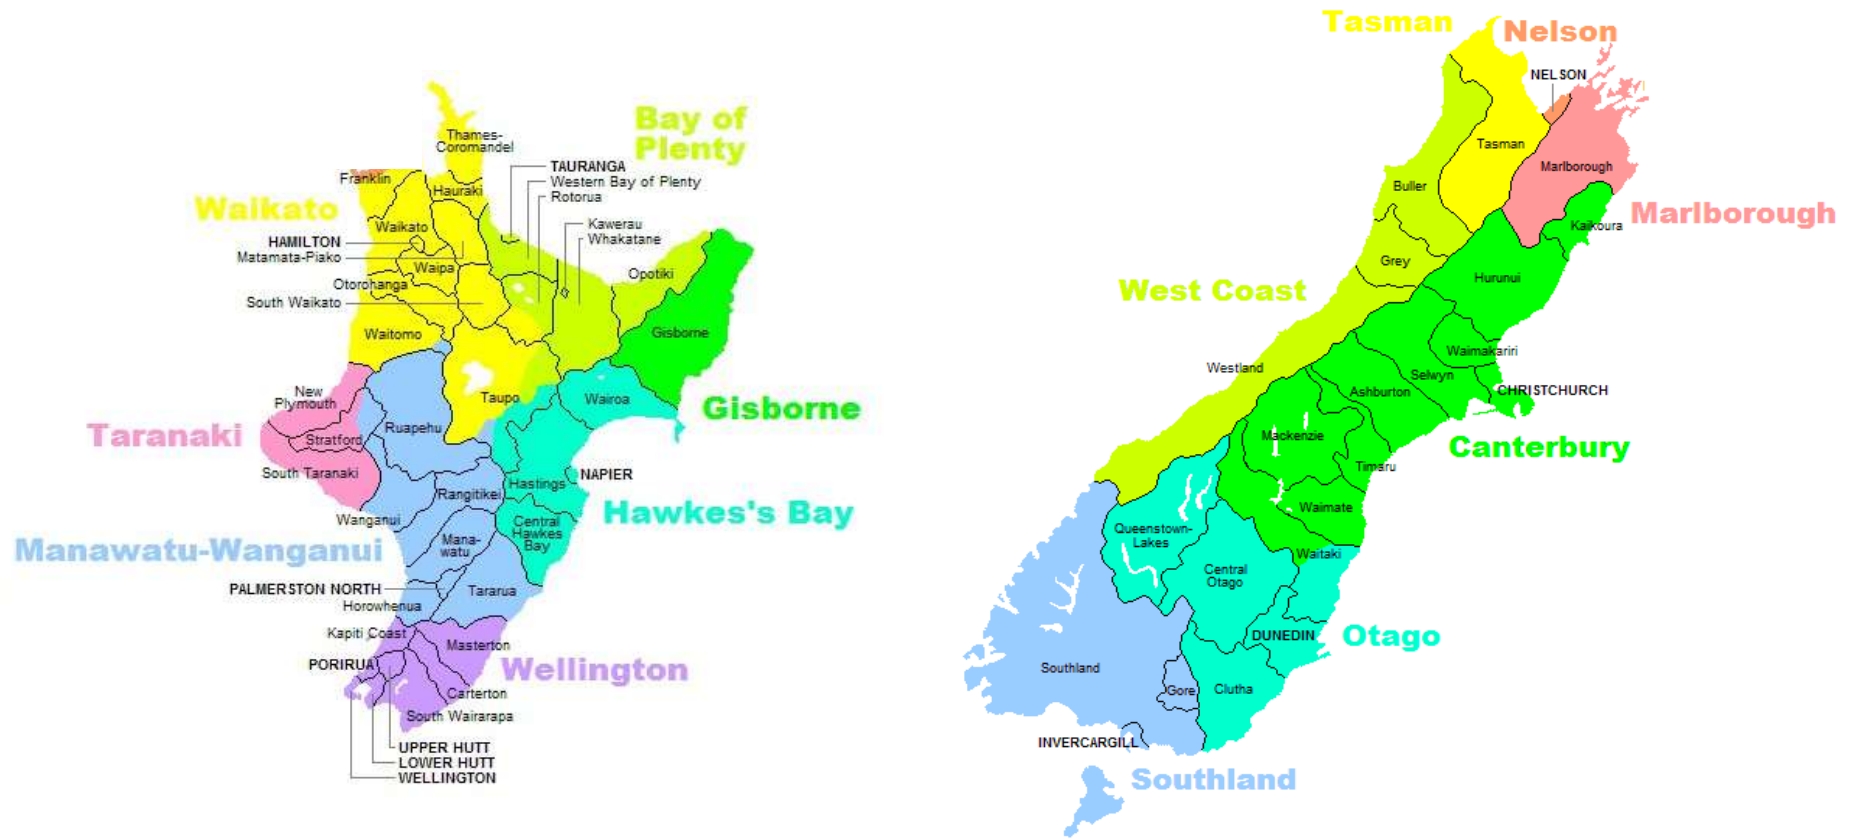 Thames-
Coromandel
Bay of
Plenty
TAURANGA
Western Bay of Plenty
Rotorua
Franklin
Hauraki
Waikato
Waikato
Kawerau
Whakatane
HAMILTON
Matamata-Piako
Waipa
Opotiki
Otorohanga
South Waikato
Waitomo
Gisborne
New
Plymouth
Taupo
Wairoa
Gisborne
Taranaki
Stratford
Ruapehu
South Taranaki
NAPIER
Hastings
Rangitikei
Wanganui
Hawkes's Bay
Central
Hawkes
Bay
Manawatu-Wanganui
Mana-
watu
PALMERSTON NORTH
Tararua
Horowhenua
Kapiti Coast
Masterton
PORIRUA
Wellington
Carterton
South Wairarapa
UPPER HUTT
LOWER HUTT
WELLINGTON
Tasman
Nelson
NELSON
Tasman
Marlborough
Buller
Marlborough
Kaikoura
Grey
Hurunui
West Coast
Waimakariri
Westland
Selwyn
Ashburton
CHRISTCHURCH
Mackenzie
Canterbury
Timaru
Waimate
Queenstown-
Lakes
Waitaki
Central
Otago
DUNEDIN
Otago
Southland
Gore
Clutha
INVERCARGILL
Southland